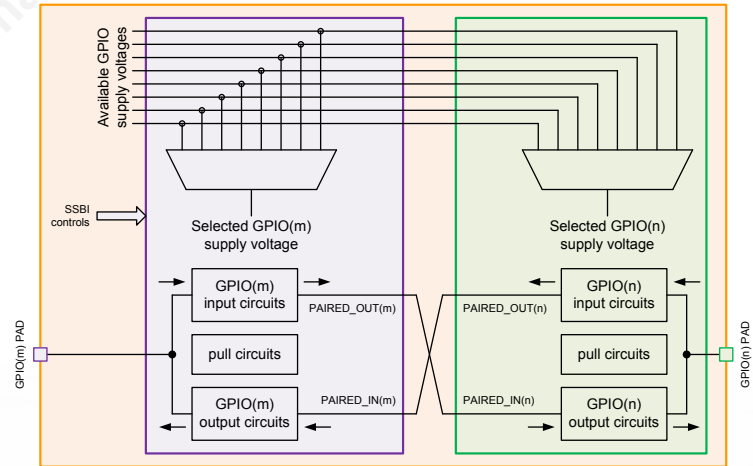 Available GPIO
supply voltages
SSBI
controls
Selected GPIO(m)
supply voltage
Selected GPIO(n)
supply voltage
GPIO(m)
input circuits
GPIO(n)
input circuits
PAIRED_OUT(m)
PAIRED_OUT(n)
GPIO(m) PAD
pull circuits
pull circuits
GPIO(n) PAD
GPIO(m)
output circuits
PAIRED_IN(m)
PAIRED_IN(n)
GPIO(n)
output circuits